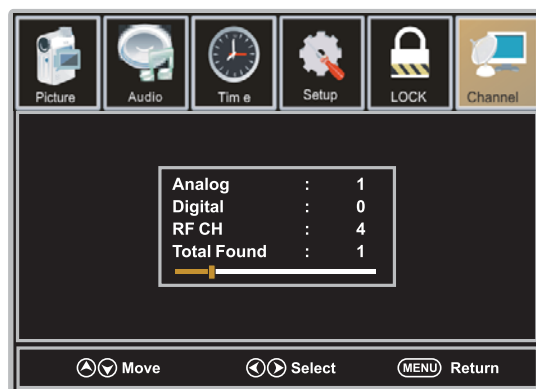 Picture Audio Tim e Setup LOCK Channel
Analog : 1
Digital : 0
RF CH : 4
Total Found : 1
Move Select MENU Return